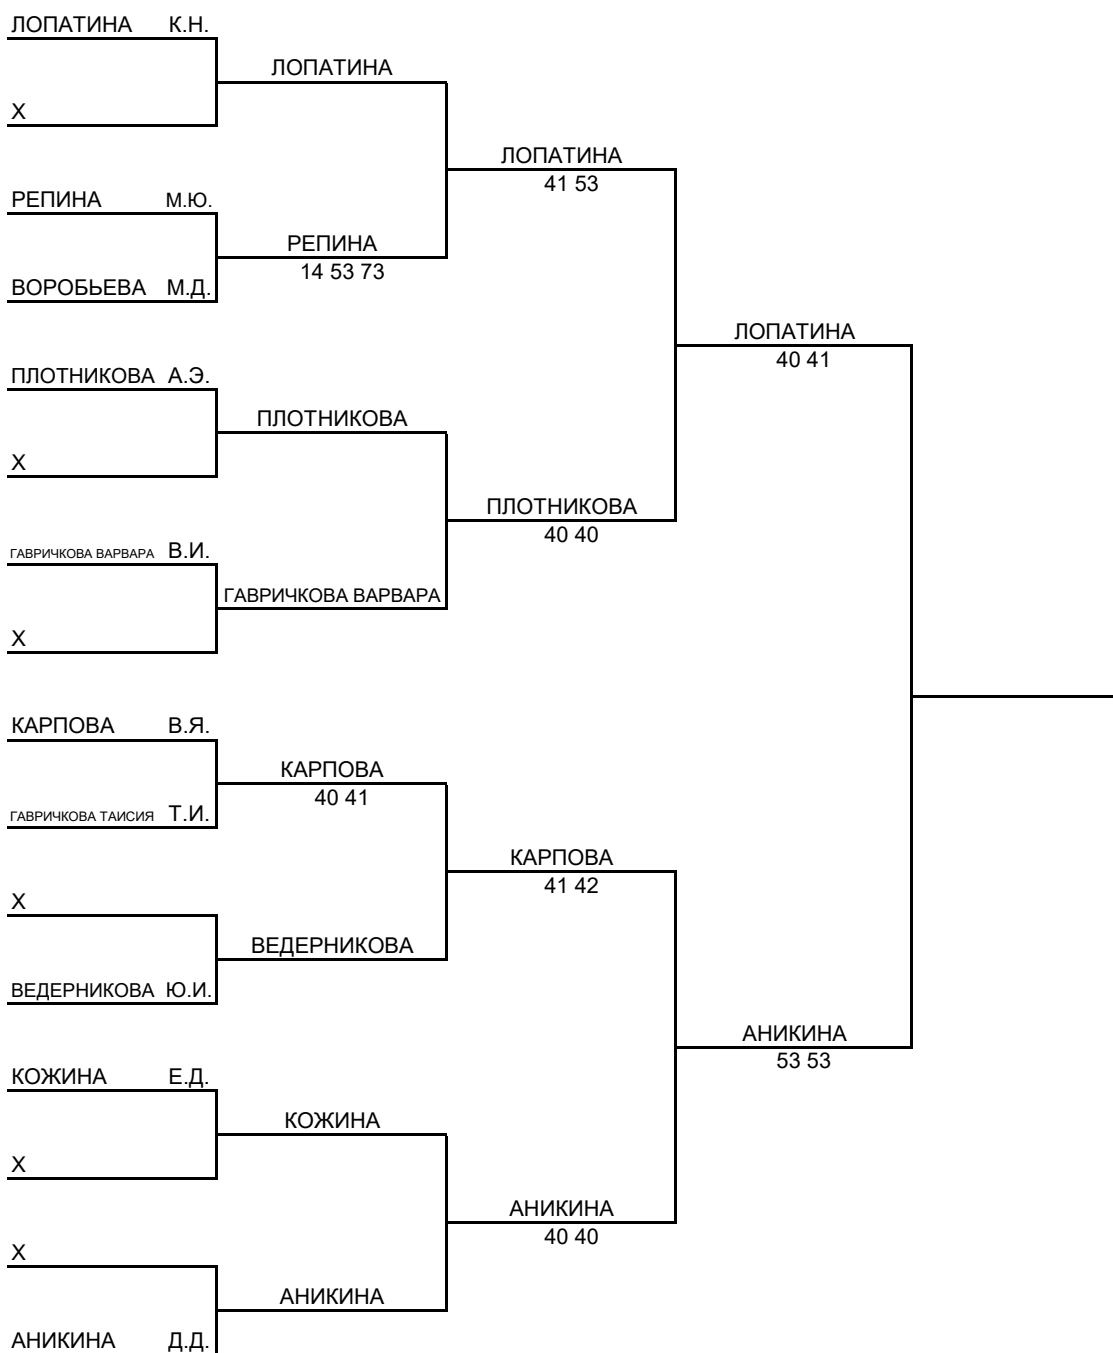 ЛОПАТИНА К.Н.
ЛОПАТИНА
Х
ЛОПАТИНА
41 53
РЕПИНА М.Ю.
РЕПИНА
14 53 73
ВОРОБЬЕВА М.Д.
ЛОПАТИНА
40 41
ПЛОТНИКОВА А.Э.
ПЛОТНИКОВА
Х
ПЛОТНИКОВА
40 40
ГАВРИЧКОВА ВАРВАРА В.И.
ГАВРИЧКОВА ВАРВАРА
Х
КАРПОВА В.Я.
КАРПОВА
40 41
ГАВРИЧКОВА ТАИСИЯ Т.И.
КАРПОВА
41 42
Х
ВЕДЕРНИКОВА
ВЕДЕРНИКОВА Ю.И.
АНИКИНА
53 53
КОЖИНА Е.Д.
КОЖИНА
Х
АНИКИНА
40 40
Х
АНИКИНА
АНИКИНА Д.Д.